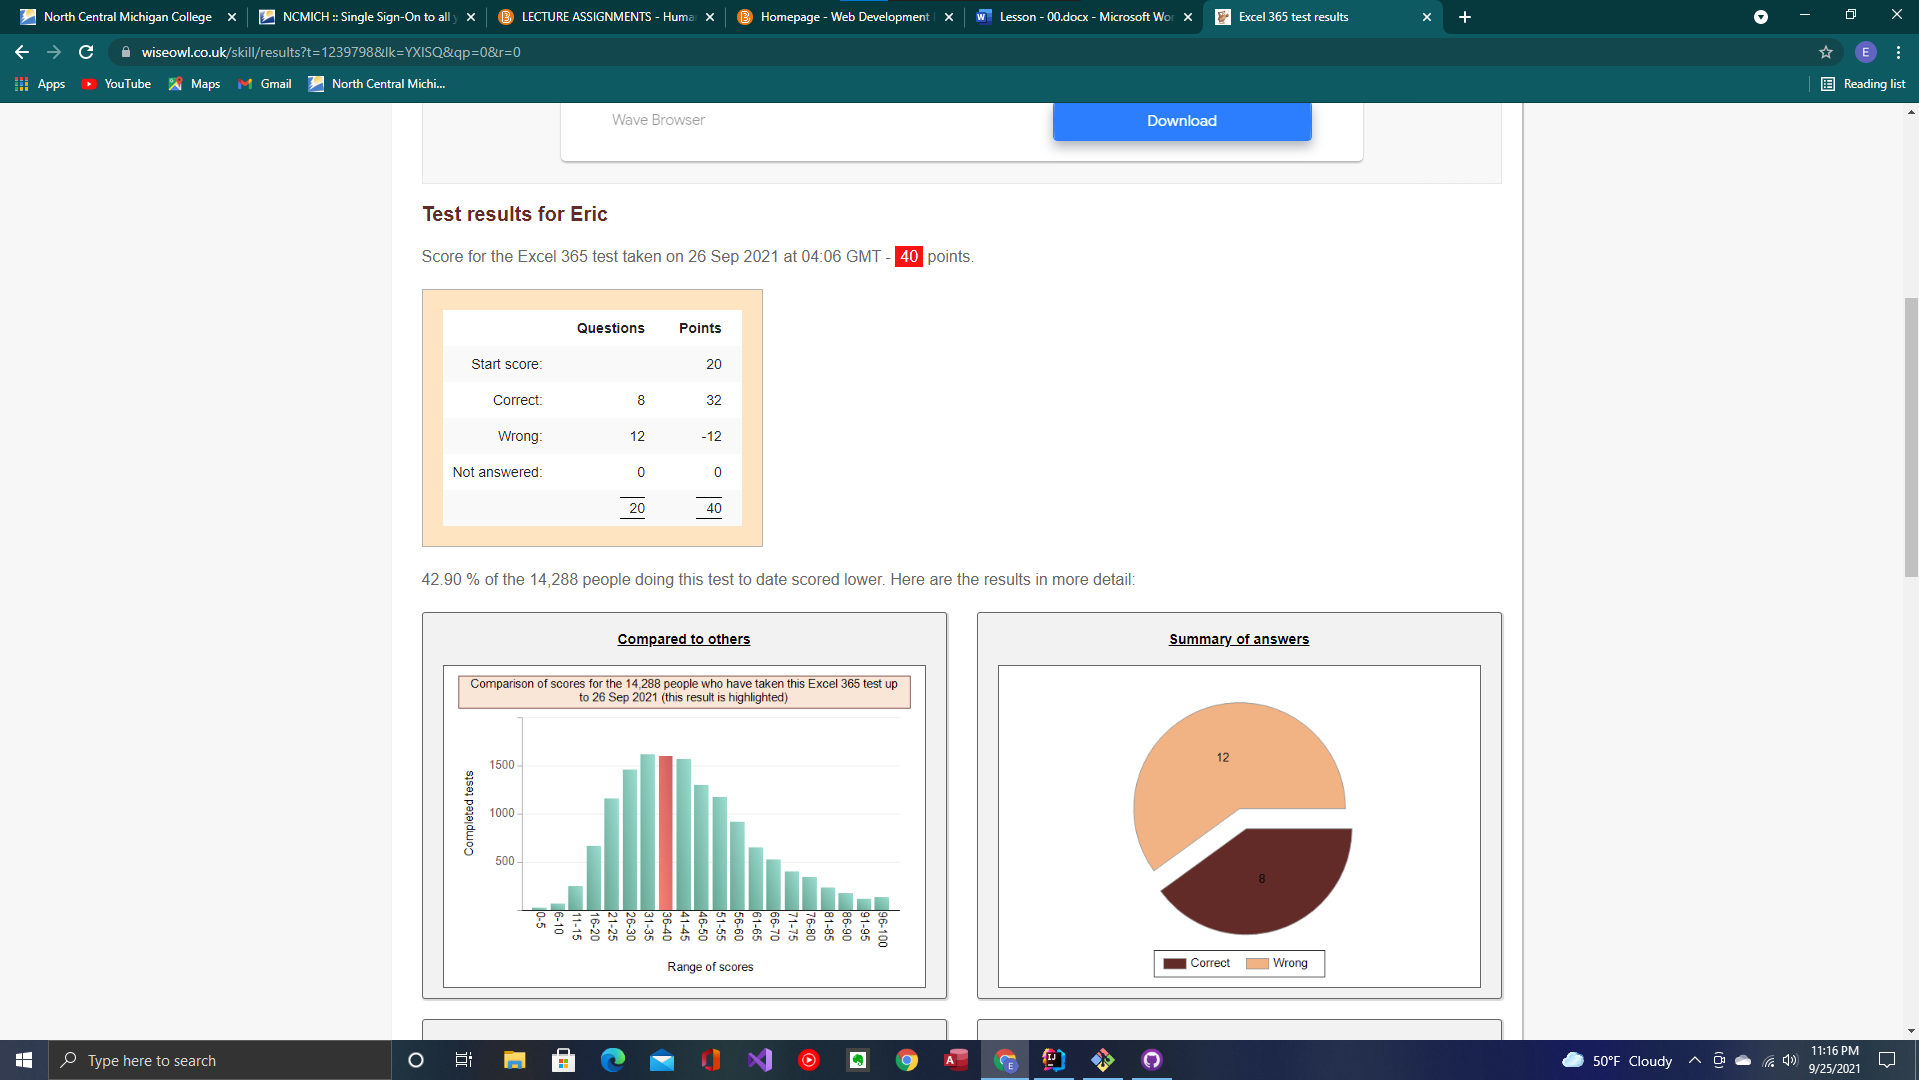 North Central Michigan College
NCMICH :: Single Sign-On to all y
LECTURE ASSIGNMENTS - Human
Homepage - Web Development
Lesson - 00.docx - Microsoft Wor
Excel 365 test results
wiseowl.co.uk/skill/results?t=1239798&lk=YXISQ&qp=0&r=0
E
Apps
YouTube
Maps
Gmail
North Central Michi...
Reading list
Wave Browser
Download
Test results for Eric
Score for the Excel 365 test taken on 26 Sep 2021 at 04:06 GMT - 40 points.
Questions Points
Start score: 20
Correct: 8 32
Wrong: 12 -12
Not answered: 0 0
20 40
42.90 % of the 14,288 people doing this test to date scored lower. Here are the results in more detail:
Compared to others
Comparison of scores for the 14,288 people who have taken this Excel 365 test up
to 26 Sep 2021 (this result is highlighted)
Completed tests
1500
1000
500
0-5
6-10
11-15
16-20
21-25
26-30
31-35
36-40
41-45
46-50
51-55
56-60
61-65
66-70
71-75
76-80
81-85
86-90
91-95
96-100
Range of scores
Summary of answers
12
8
Correct
Wrong
Type here to search
50°F Cloudy
11:16 PM
9/25/2021